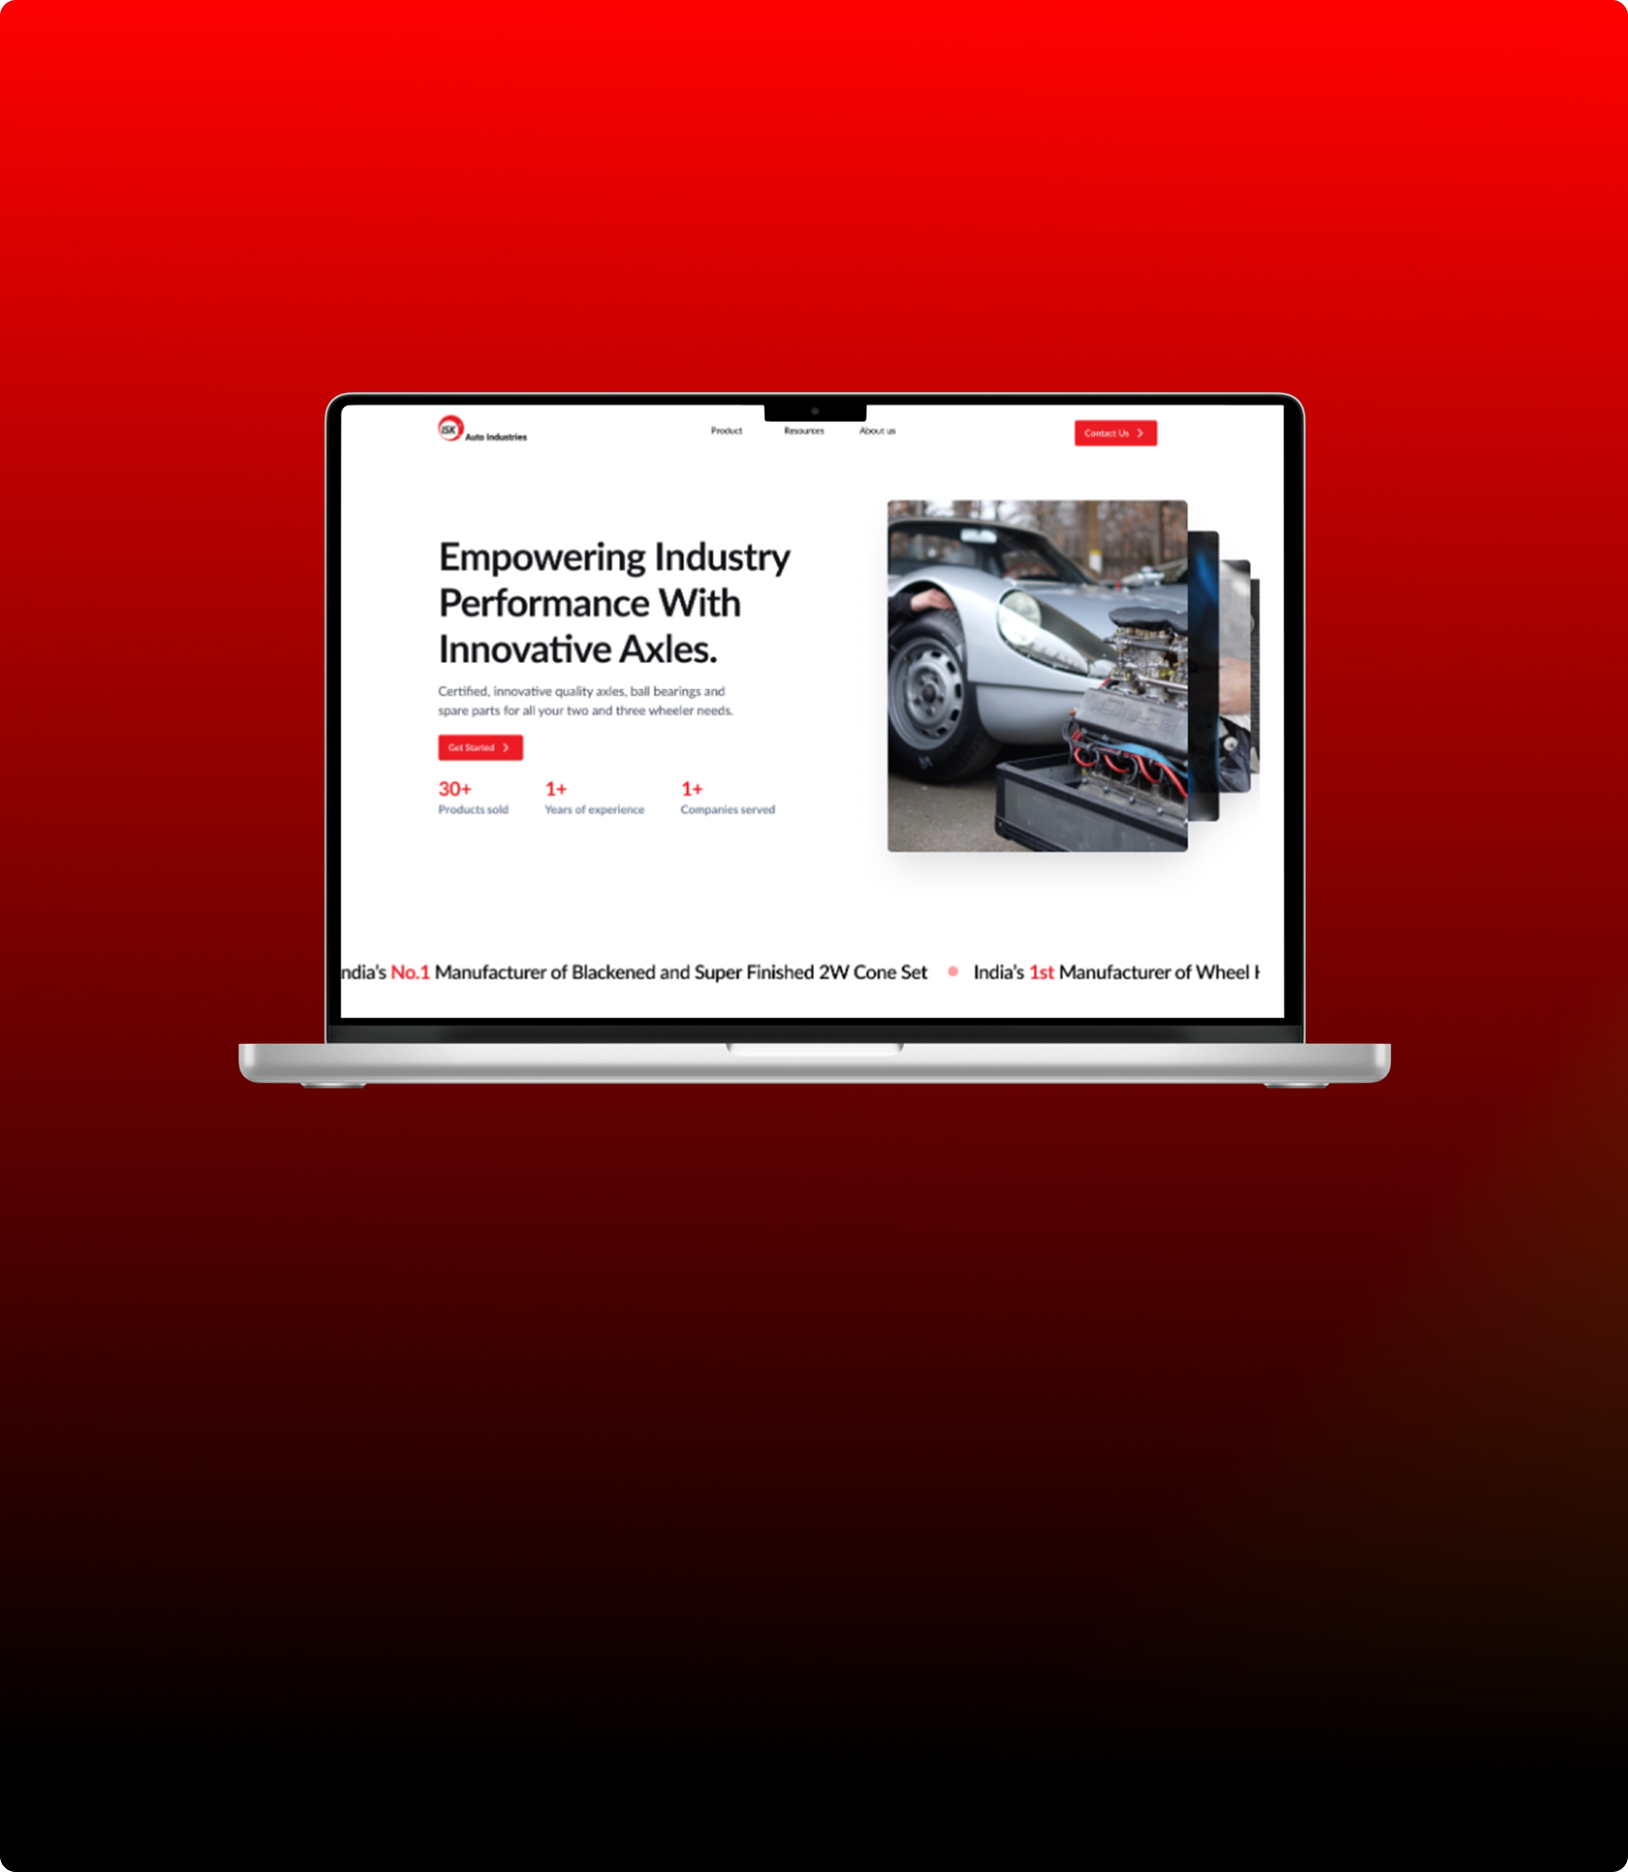 ISK Auto Industries
Product Resources About us
Contact Us
Empowering Industry
Performance With
Innovative Axles.
Certified, innovative quality axles, ball bearings and
spare parts for all your two and three wheeler needs.
Get Started
30+ 1+ 1+
Products sold Years of experience Companies served
ndia's No.1 Manufacturer of Blackened and Super Finished 2W Cone Set • India's 1st Manufacturer of Wheel